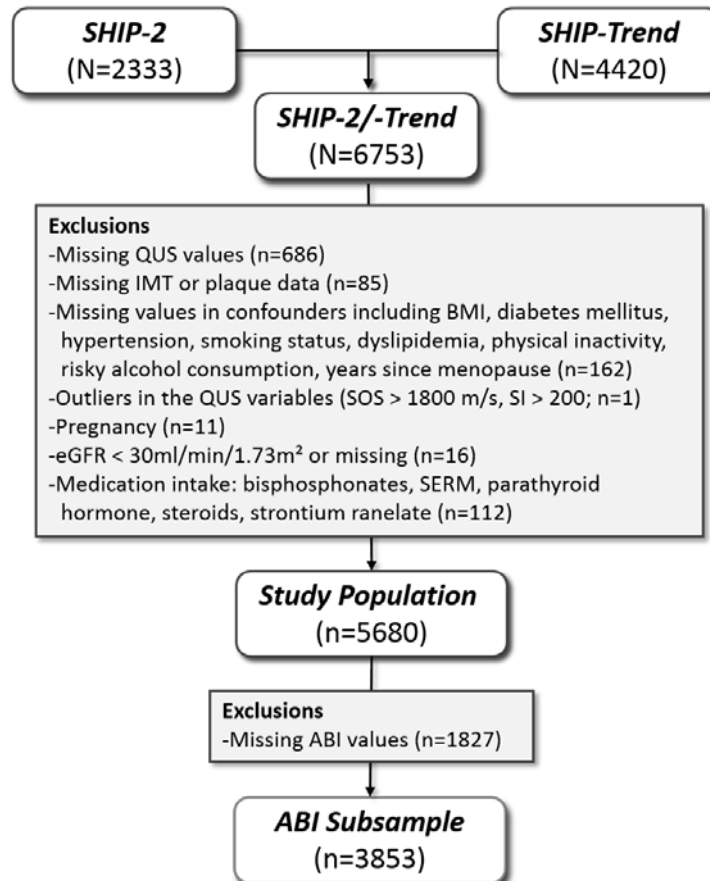 SHIP-2
(N=2333)
SHIP-Trend
(N=4420)
SHIP-2/-Trend
(N=6753)
Exclusions
-Missing QUS values (n=686)
-Missing IMT or plaque data (n=85)
-Missing values in confounders including BMI, diabetes mellitus,
hypertension, smoking status, dyslipidemia, physical inactivity,
risky alcohol consumption, years since menopause (n=162)
-Outliers in the QUS variables (SOS > 1800 m/s, SI > 200; n=1)
-Pregnancy (n=11)
-eGFR < 30ml/min/1.73m² or missing (n=16)
-Medication intake: bisphosphonates, SERM, parathyroid
hormone, steroids, strontium ranelate (n=112)
Study Population
(n=5680)
Exclusions
-Missing ABI values (n=1827)
ABI Subsample
(n=3853)